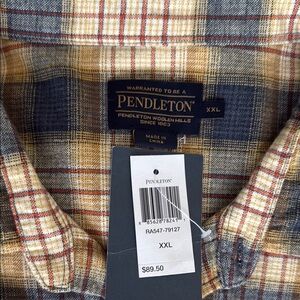 WARRANTED TO BE A
PENDLETON®
XXL
PENDLETON WOOLEN MILLS
SINCE 1863
MADE IN
CHINA
PENDLETON
RA547-79127
XXL
$89.50